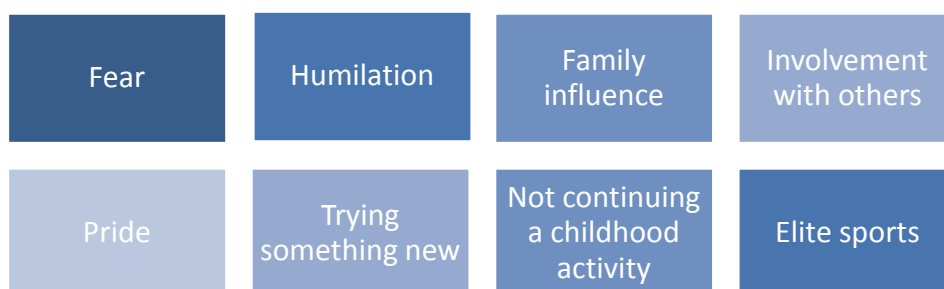 Fear
Humilation
Family
influence
Involvement
with others
Pride
Trying
something new
Not continuing
a childhood
activity
Elite sports